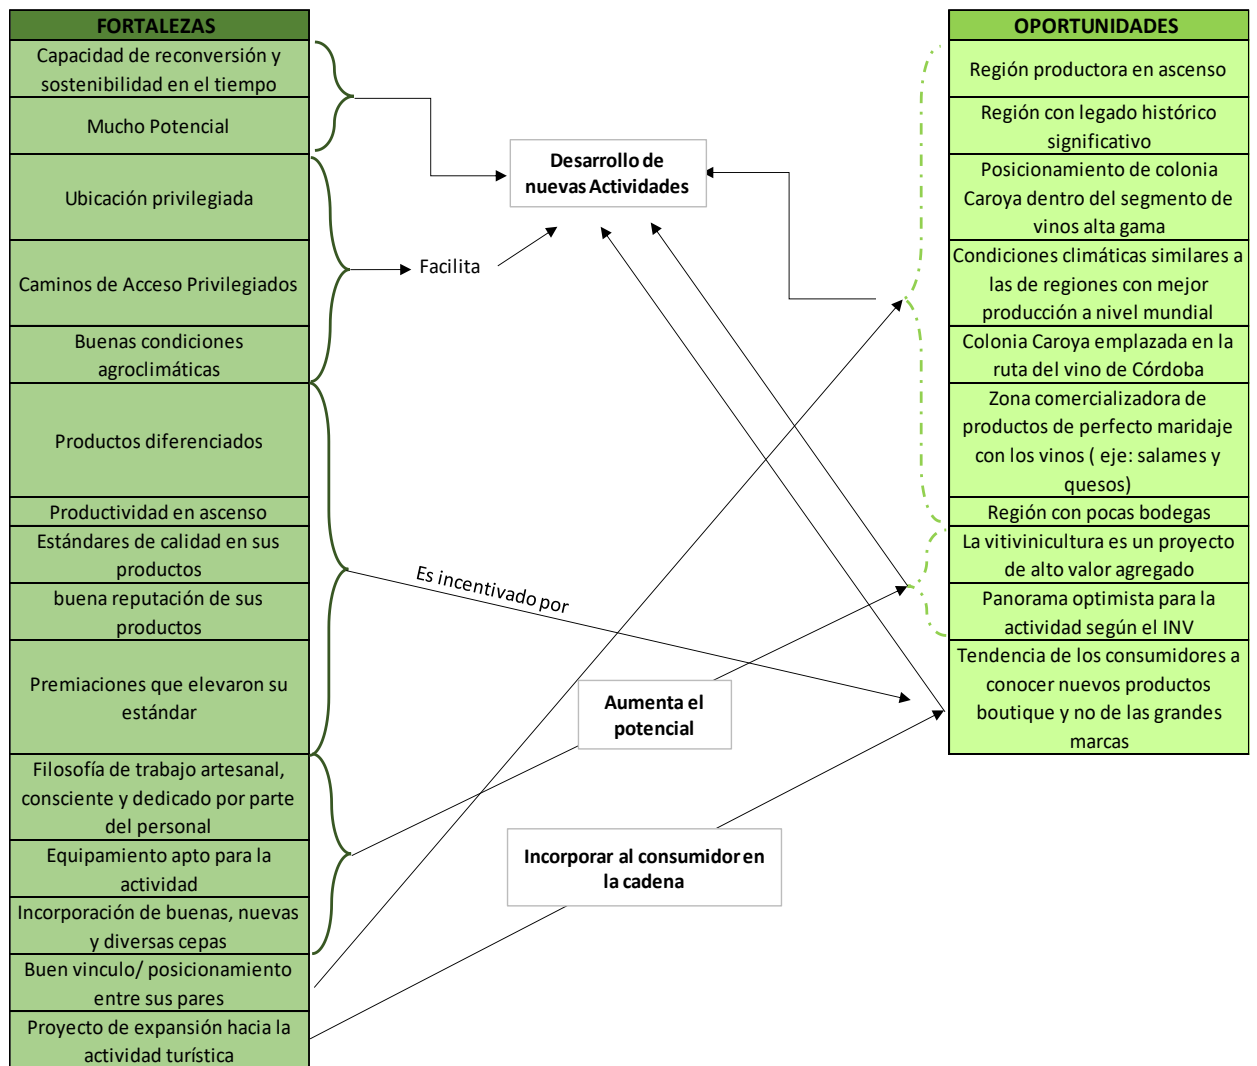 FORTALEZAS
Capacidad de reconversión y
sostenibilidad en el tiempo
Mucho Potencial
Ubicación privilegiada
Caminos de Acceso Privilegiados
Buenas condiciones
agroclimáticas
Productos diferenciados
Productividad en ascenso
Estándares de calidad en sus
productos
buena reputación de sus
productos
Premiaciones que elevaron su
estándar
Filosofía de trabajo artesanal,
consciente y dedicado por parte
del personal
Equipamiento apto para la
actividad
Incorporación de buenas, nuevas
y diversas cepas
Buen vinculo/ posicionamiento
entre sus pares
Proyecto de expansión hacia la
actividad turística
Desarrollo de
nuevas Actividades
Facilita
Es incentivado por
Aumenta el
potencial
Incorporar al consumidor en
la cadena
OPORTUNIDADES
Región productora en ascenso
Región con legado histórico
significativo
Posicionamiento de colonia
Caroya dentro del segmento de
vinos alta gama
Condiciones climáticas similares a
las de regiones con mejor
producción a nivel mundial
Colonia Caroya emplazada en la
ruta del vino de Córdoba
Zona comercializadora de
productos de perfecto maridaje
con los vinos ( eje: salames y
quesos)
Región con pocas bodegas
La vitivinicultura es un proyecto
de alto valor agregado
Panorama optimista para la
actividad según el INV
Tendencia de los consumidores a
conocer nuevos productos
boutique y no de las grandes
marcas